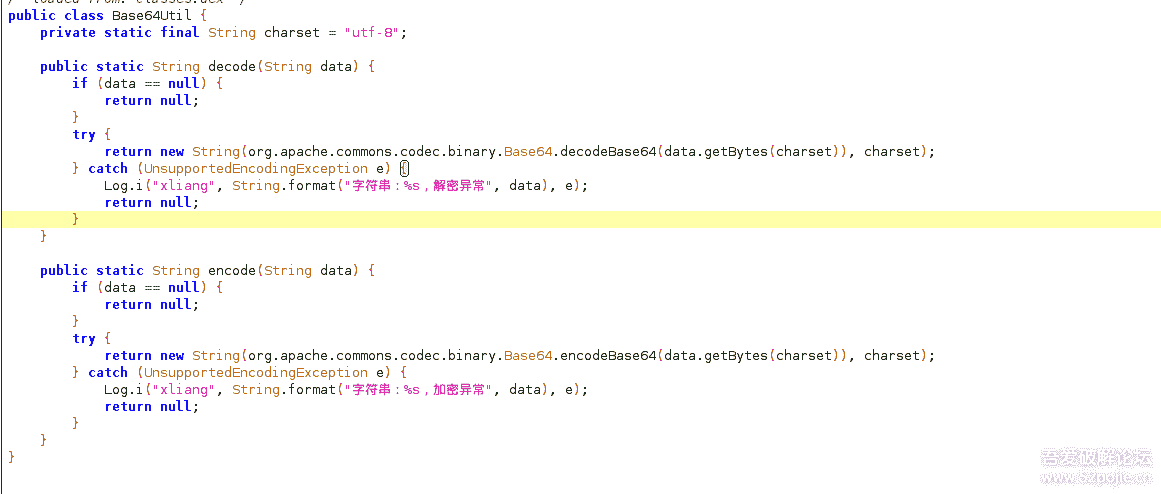 /* loaded from: classes.dex */
public class Base64Util {
    private static final String charset = "utf-8";

    public static String decode(String data) {
        if (data == null) {
            return null;
        }
        try {
            return new String(org.apache.commons.codec.binary.Base64.decodeBase64(data.getBytes(charset)), charset);
        } catch (UnsupportedEncodingException e) {
            Log.i("xliang", String.format("字符串：%s，解密异常", data), e);
            return null;
        }
    }

    public static String encode(String data) {
        if (data == null) {
            return null;
        }
        try {
            return new String(org.apache.commons.codec.binary.Base64.encodeBase64(data.getBytes(charset)), charset);
        } catch (UnsupportedEncodingException e) {
            Log.i("xliang", String.format("字符串：%s，加密异常", data), e);
            return null;
        }
    }
}
吾爱破解论坛
www.52pojie.cn